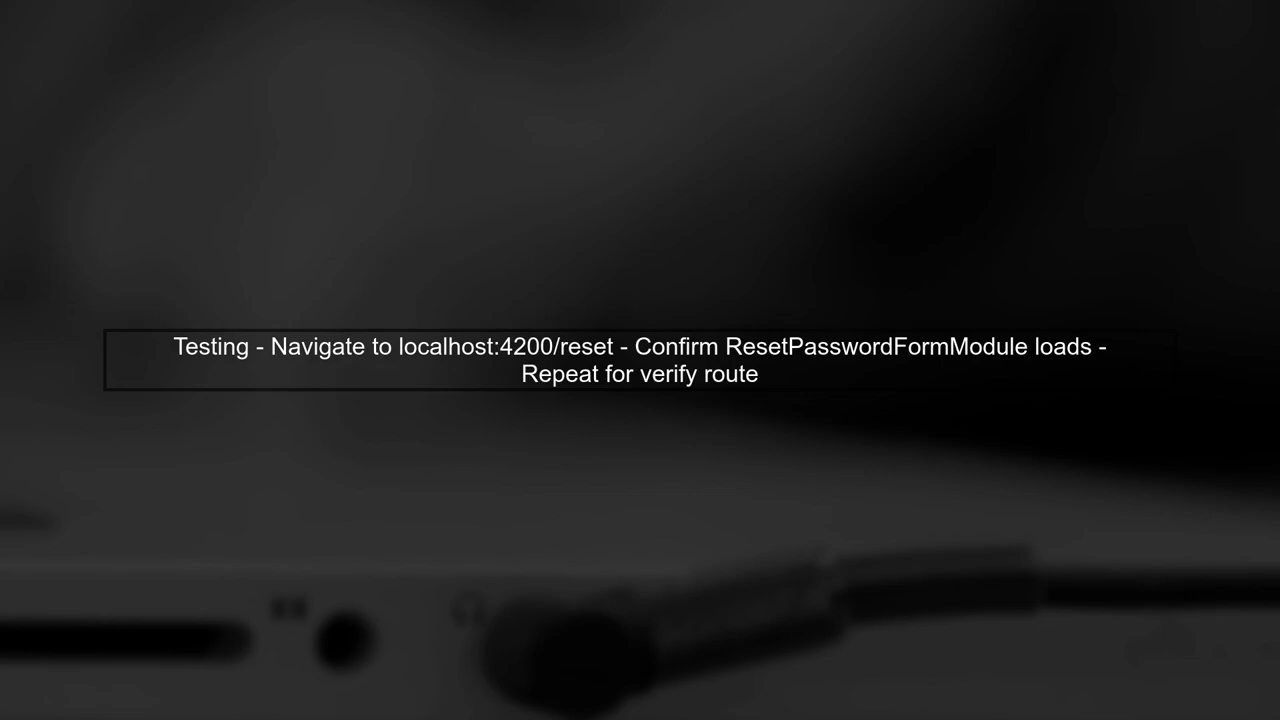 Testing - Navigate to localhost:4200/reset - Confirm ResetPasswordFormModule loads -
Repeat for verify route